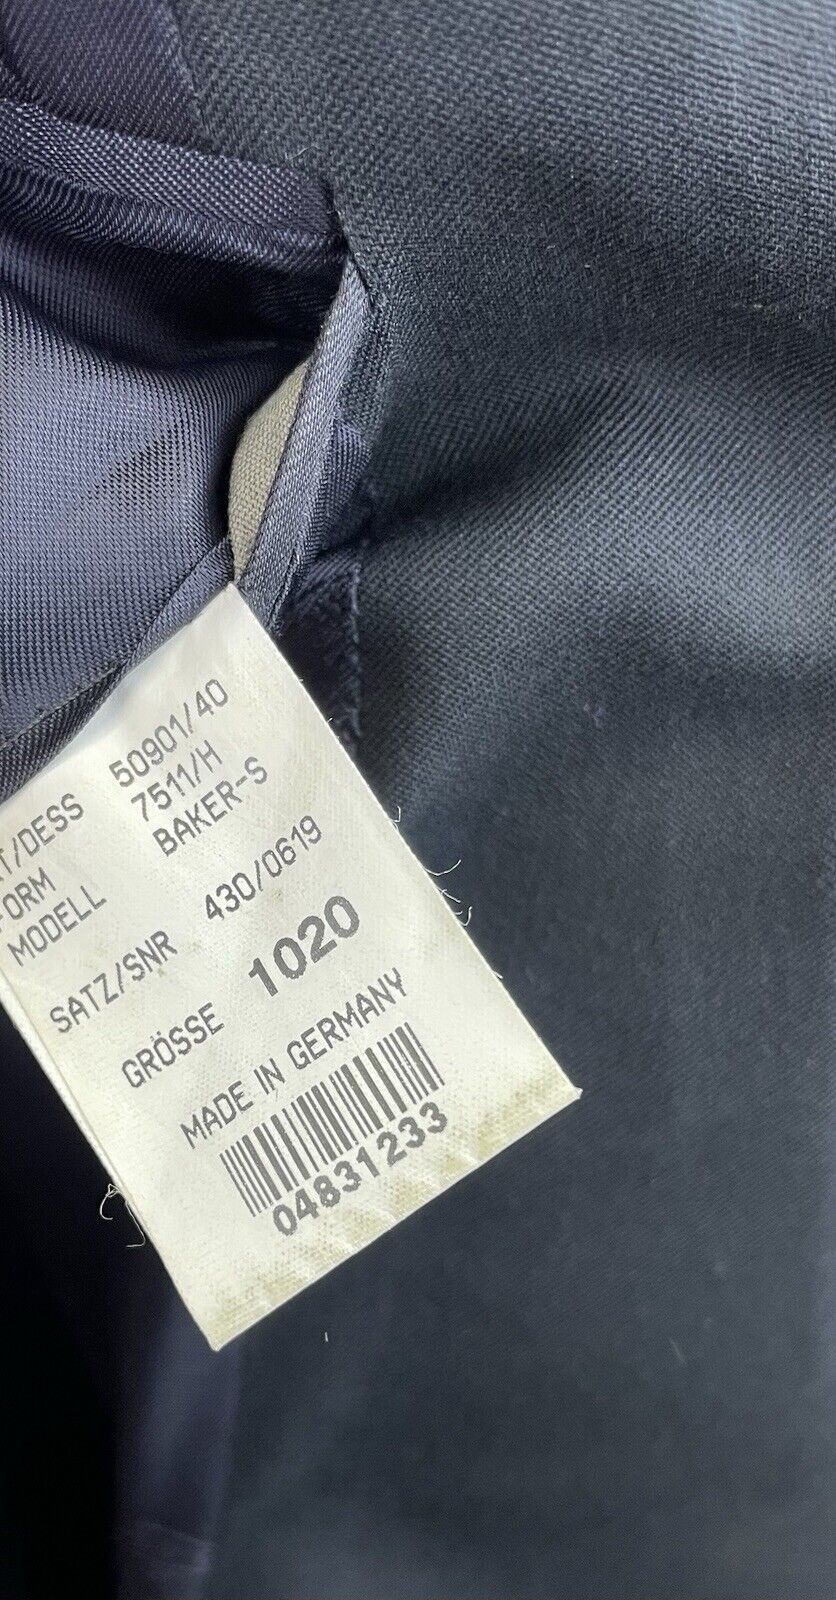 T/DESS 50901/40
FORM 7511/H
MODELL BAKER-S
SATZ/SNR 430/0619
GRÖSSE 1020
MADE IN GERMANY
04831233